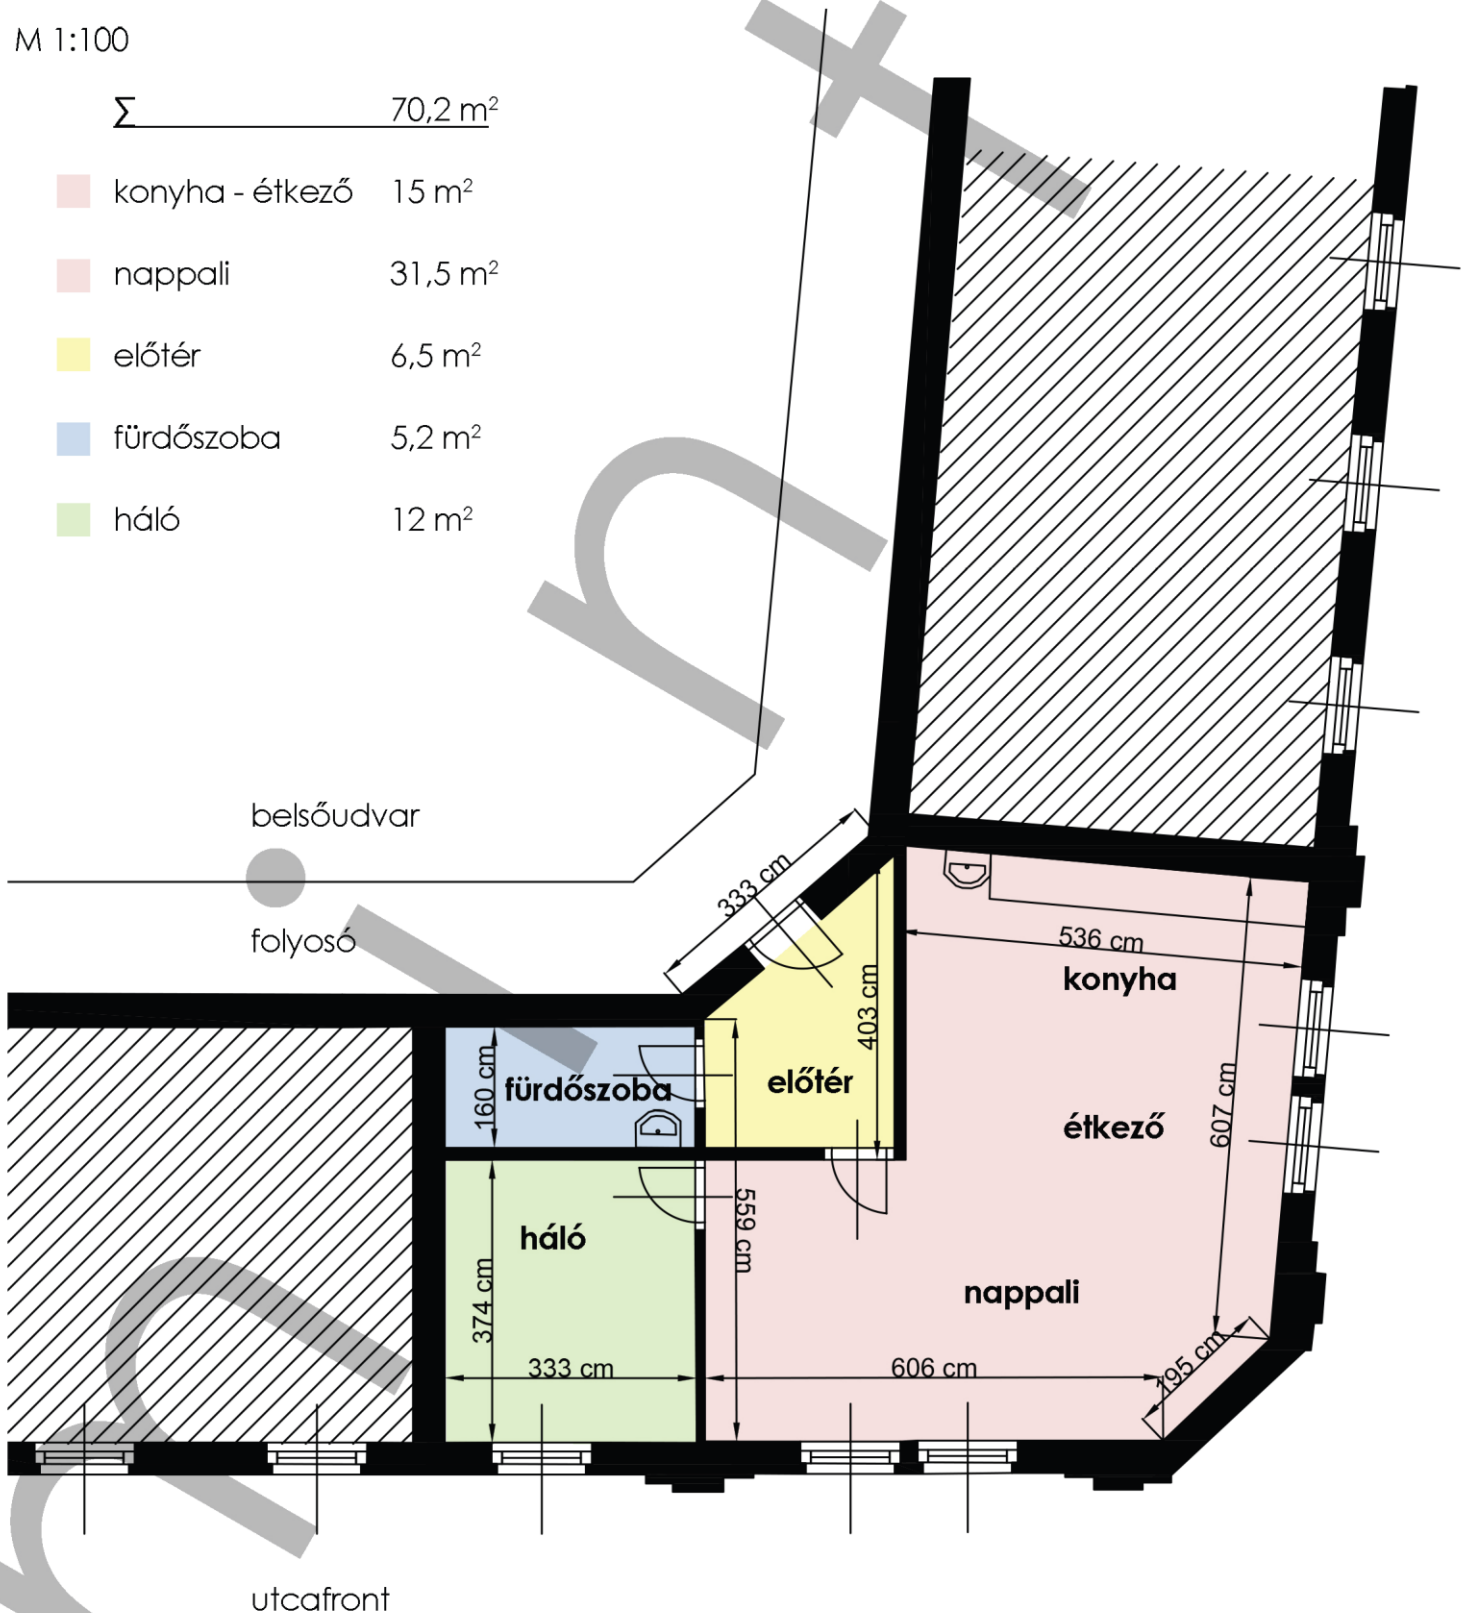 M 1:100
∑ 70,2 m²
konyha - étkező 15 m²
nappali 31,5 m²
előtér 6,5 m²
fürdőszoba 5,2 m²
háló 12 m²
belsőudvar
folyosó
333 cm
536 cm
konyha
403 cm
160 cm
fürdőszoba
előtér
étkező
607 cm
559 cm
háló
374 cm
nappali
333 cm
606 cm
195 cm
utcafront